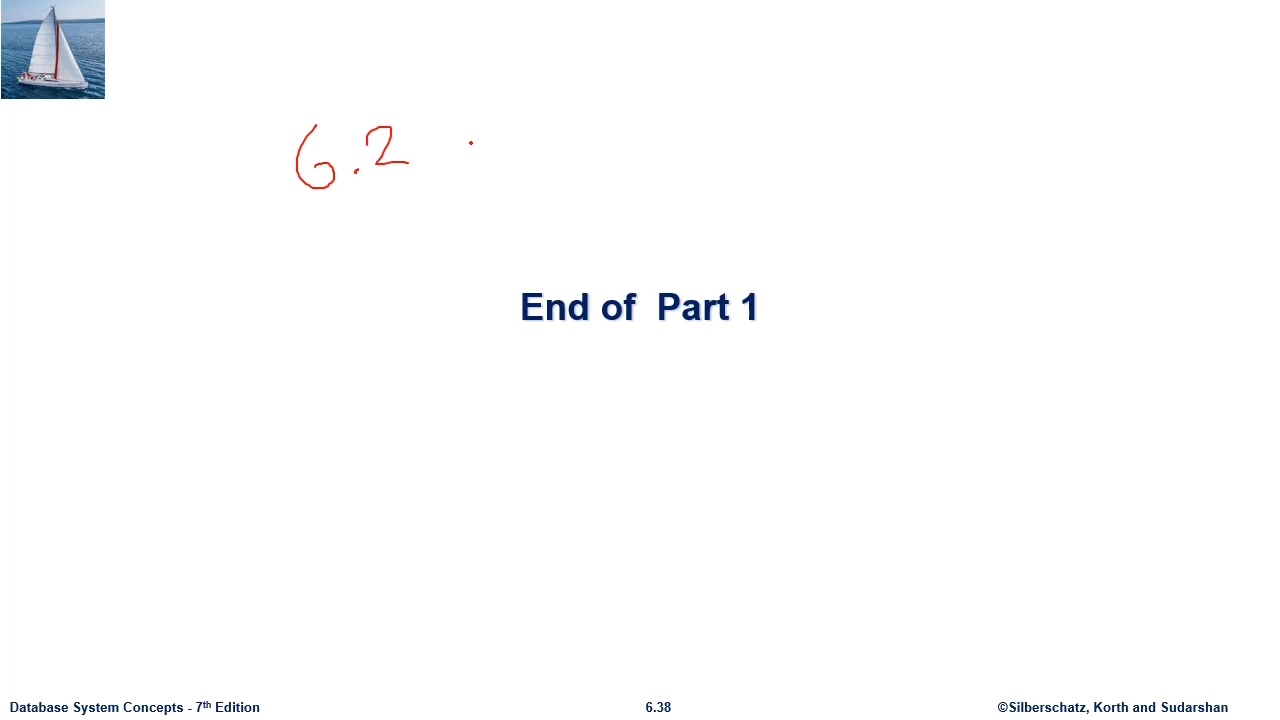 6.2
End of Part 1
Database System Concepts - 7th Edition 6.38 ©Silberschatz, Korth and Sudarshan